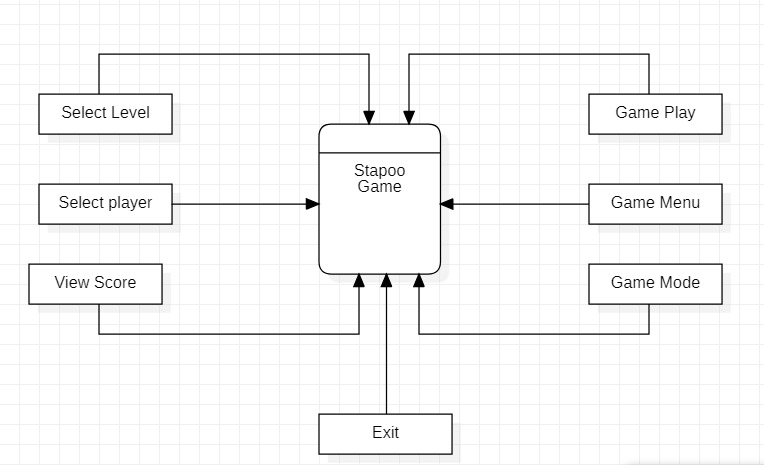 Select Level
Game Play
Stapoo
Game
Select player
Game Menu
View Score
Game Mode
Exit